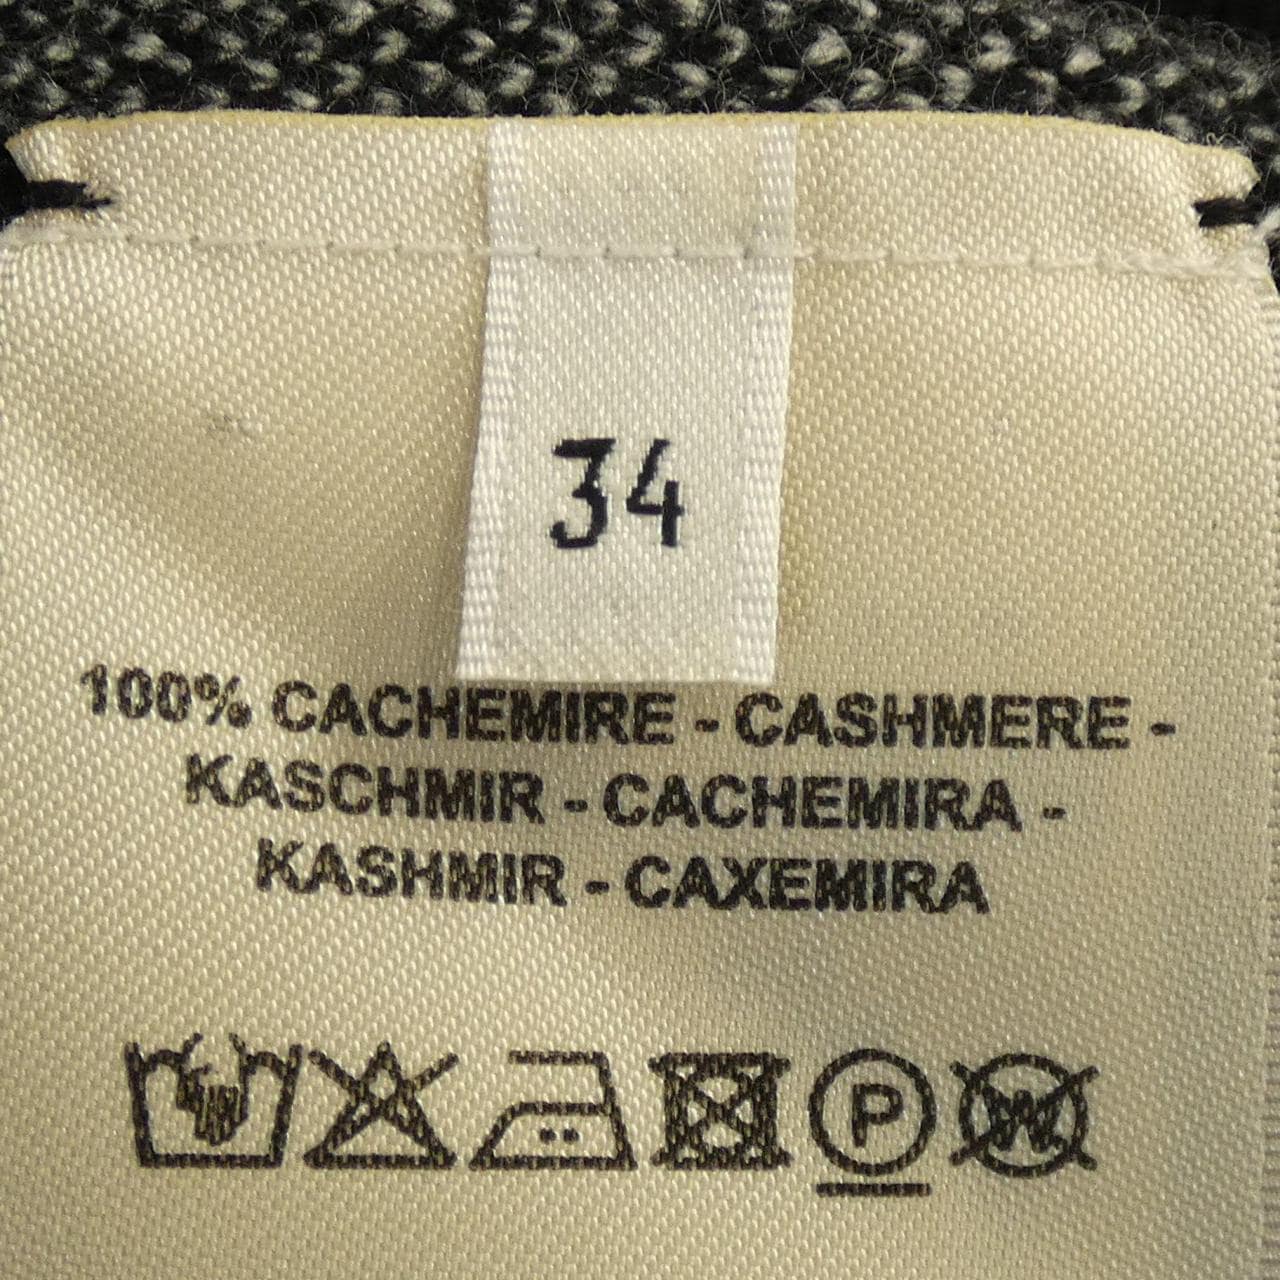 34
100% CACHEMIRE - CASHMERE -
KASCHMIR - CACHEMIRA -
KASHMIR - CAXEMIRA
P W